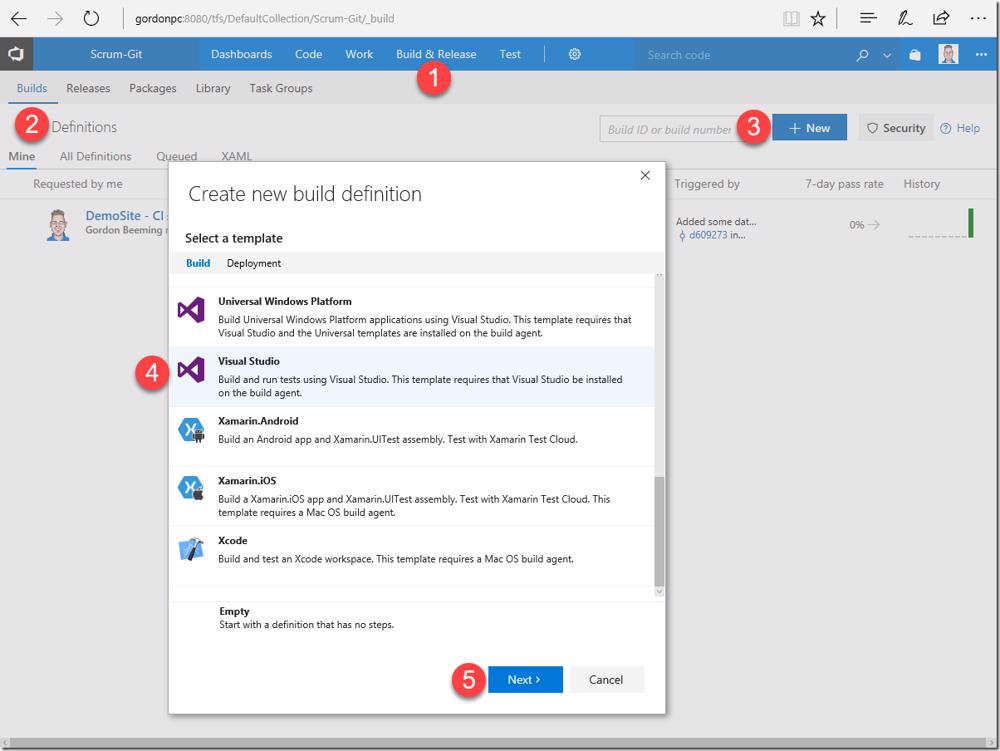 gordonpc:8080/tfs/DefaultCollection/Scrum-Git/_build
Scrum-Git Dashboards Code Work Build & Release Test Search code
1
Builds Releases Packages Library Task Groups
2 Definitions Build ID or build number 3 + New Security Help
Mine All Definitions Queued XAML
Requested by me Triggered by 7-day pass rate History
DemoSite - CI
Gordon Beeming
Added some dat...
d609273 in...
0%
Create new build definition
Select a template
Build Deployment
Universal Windows Platform
Build Universal Windows Platform applications using Visual Studio. This template requires that
Visual Studio and the Universal templates are installed on the build agent.
4
Visual Studio
Build and run tests using Visual Studio. This template requires that Visual Studio be installed
on the build agent.
Xamarin.Android
Build an Android app and Xamarin.UITest assembly. Test with Xamarin Test Cloud.
Xamarin.iOS
Build a Xamarin.iOS app and Xamarin.UITest assembly. Test with Xamarin Test Cloud. This
template requires a Mac OS build agent.
Xcode
Build and test an Xcode workspace. This template requires a Mac OS build agent.
Empty
Start with a definition that has no steps.
5 Next > Cancel